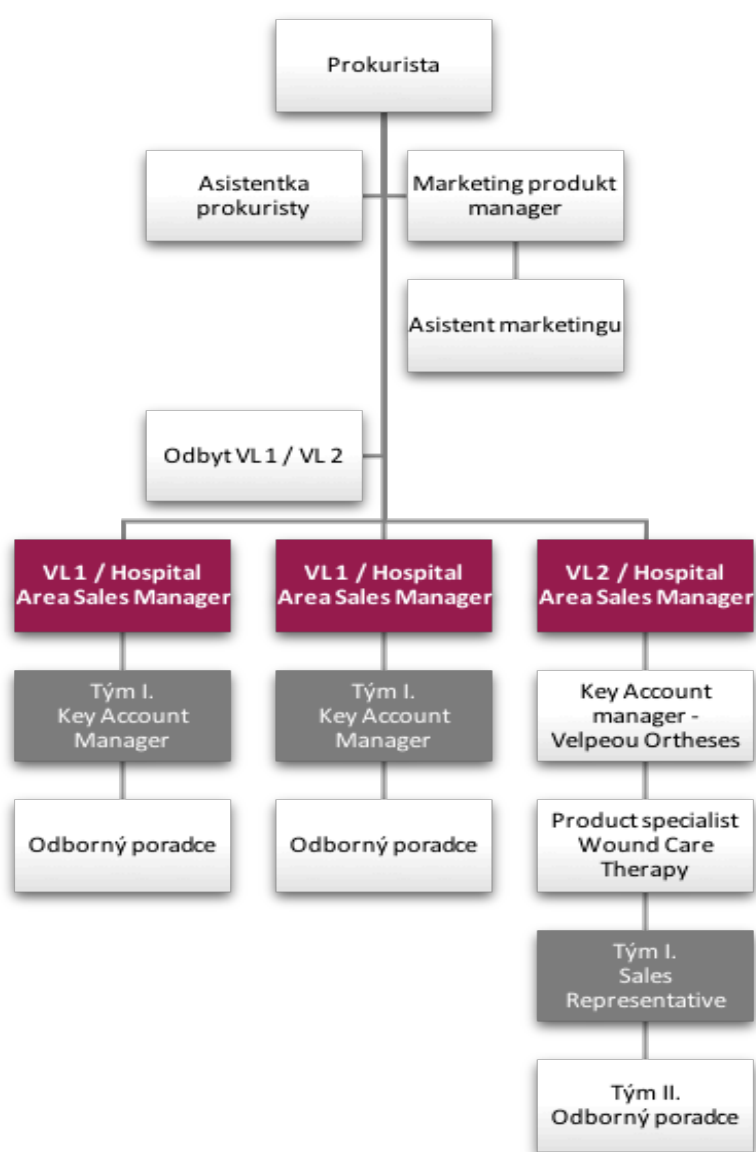 Prokurista
Asistentka
prokuristy
Marketing produkt
manager
Asistent marketingu
Odbyt VL 1 / VL 2
VL 1 / Hospital
Area Sales Manager
VL 1 / Hospital
Area Sales Manager
VL 2 / Hospital
Area Sales Manager
Tým I.
Key Account
Manager
Tým I.
Key Account
Manager
Key Account
manager -
Velpeou Ortheses
Odborný poradce
Odborný poradce
Product specialist
Wound Care
Therapy
Tým I.
Sales
Representative
Tým II.
Odborný poradce